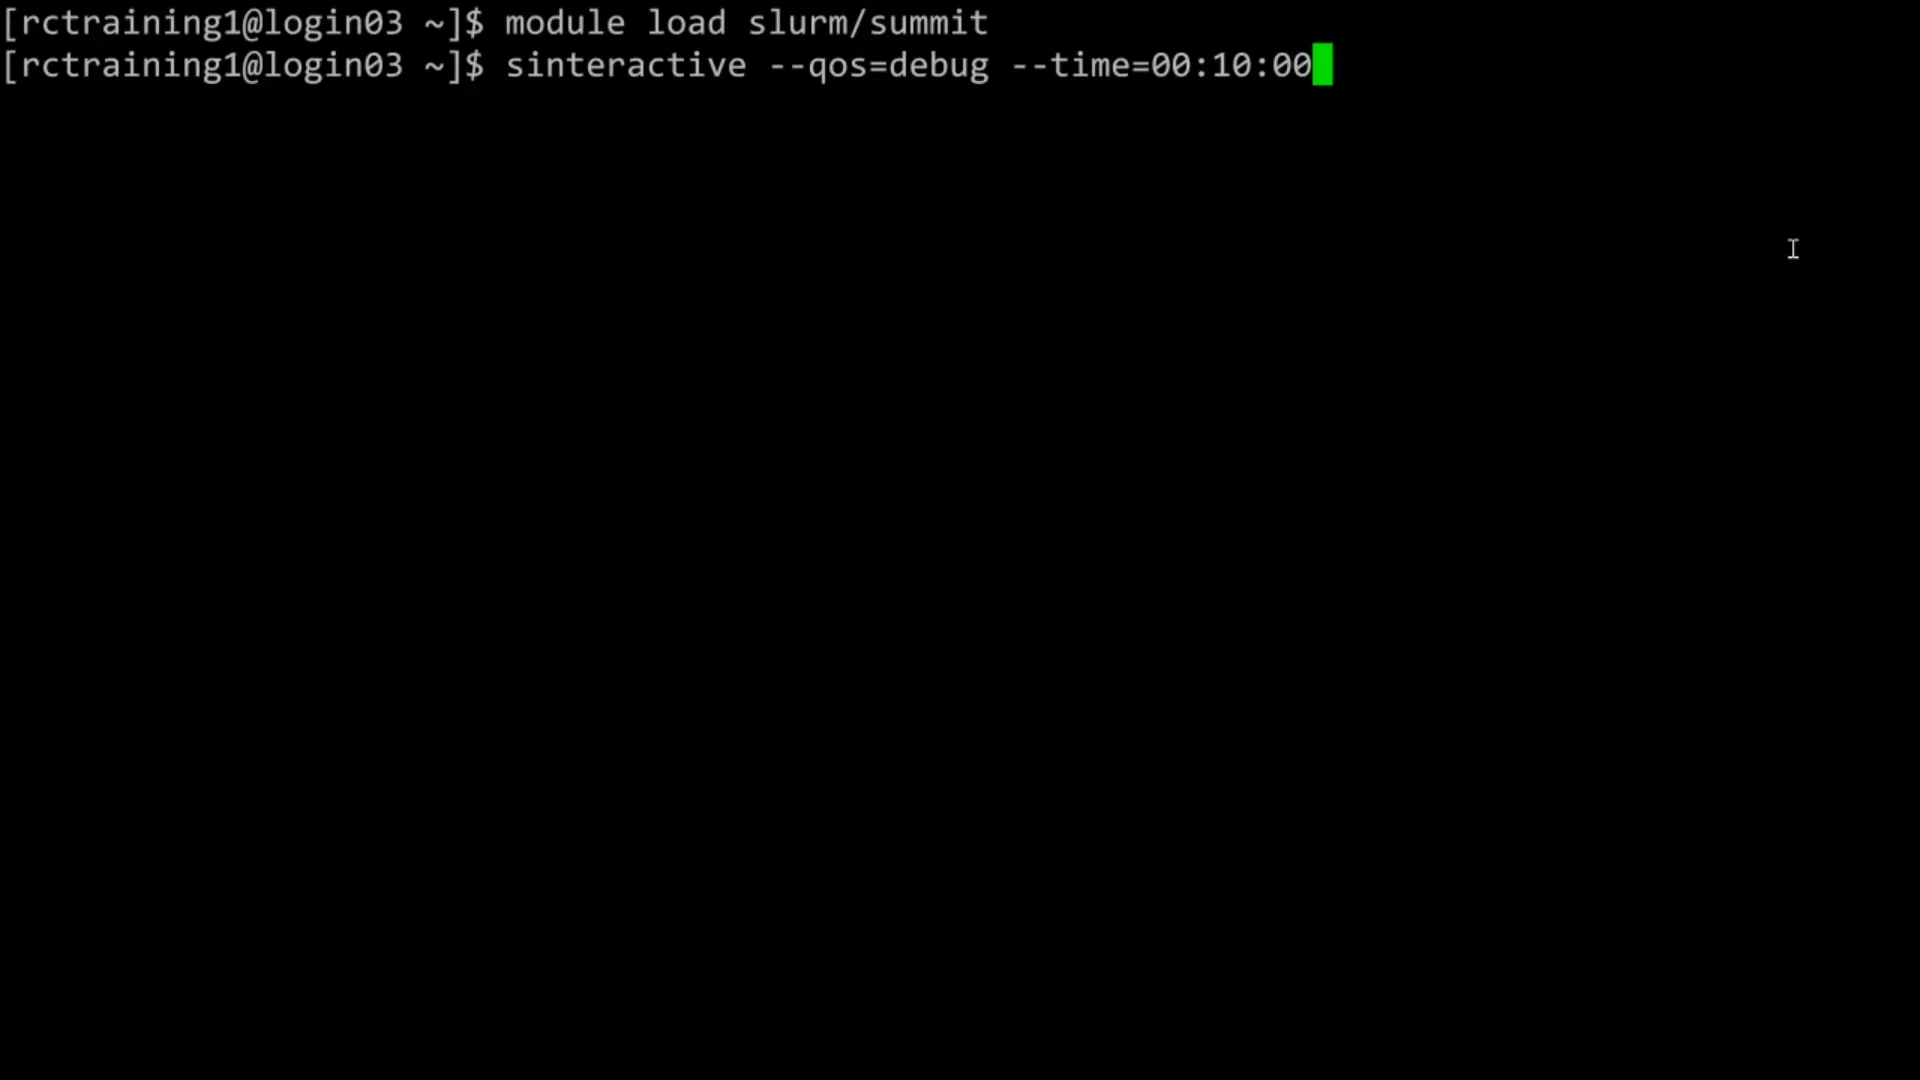 [rctraining1@login03 ~]$ module load slurm/summit
[rctraining1@login03 ~]$ sinteractive --qos=debug --time=00:10:00